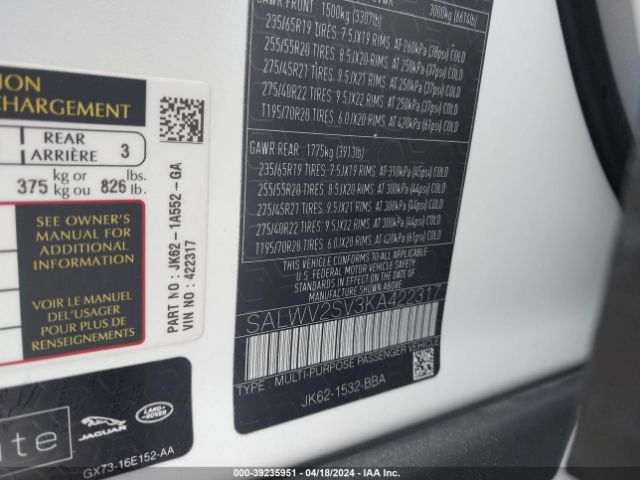 ION
CHARGEMENT
REAR
ARRIÈRE 3
375 kg or
kg ou 826 lbs.
lb.
SEE OWNER'S
MANUAL FOR
ADDITIONAL
INFORMATION
VOIR LE MANUEL
DEL'USAGER
POUR PLUS DE
RENSEIGNEMENTS
PART NO : JK62-1A552-GA
VIN NO : 422317
JAGUAR
LAND-ROVER
GX73-16E152-AA
GAWR FRONT 1500kg (3307lb)
3000kg (6614lb)
235/65R19 TIRES 7.5JX19 RIMS, AT 260kPa (38psi) COLD
255/55R20 TIRES 8.5JX20 RIMS, AT 250kPa (37psi) COLD
275/45R21 TIRES 9.5JX21 RIMS, AT 250kPa (37psi) COLD
275/40R22 TIRES 9.5JX22 RIMS, AT 250kPa (37psi) COLD
T195/70R20 TIRES 6.0JX20 RIMS, AT 420kPa (61psi) COLD
GAWR REAR 1775kg (3913lb)
235/65R19 TIRES 7.5JX19 RIMS, AT 310kPa (45psi) COLD
255/55R20 TIRES 8.5JX20 RIMS, AT 300kPa (44psi) COLD
275/45R21 TIRES 9.5JX21 RIMS, AT 300kPa (44psi) COLD
275/40R22 TIRES 9.5JX22 RIMS, AT 300kPa (44psi) COLD
T195/70R20 TIRES 6.0JX20 RIMS, AT 420kPa (61psi) COLD
THIS VEHICLE CONFORMS TO ALL APPLICABLE
U.S. FEDERAL MOTOR VEHICLE SAFETY
STANDARDS IN EFFECT ON THE DATE OF
MANUFACTURE SHOWN ABOVE.
SALWV2SV3KA422317
TYPE : MULTI-PURPOSE PASSENGER VEHICLE
JK62-1532-BBA
000-39235951 - 04/18/2024 - Copart, IAA, Inc.